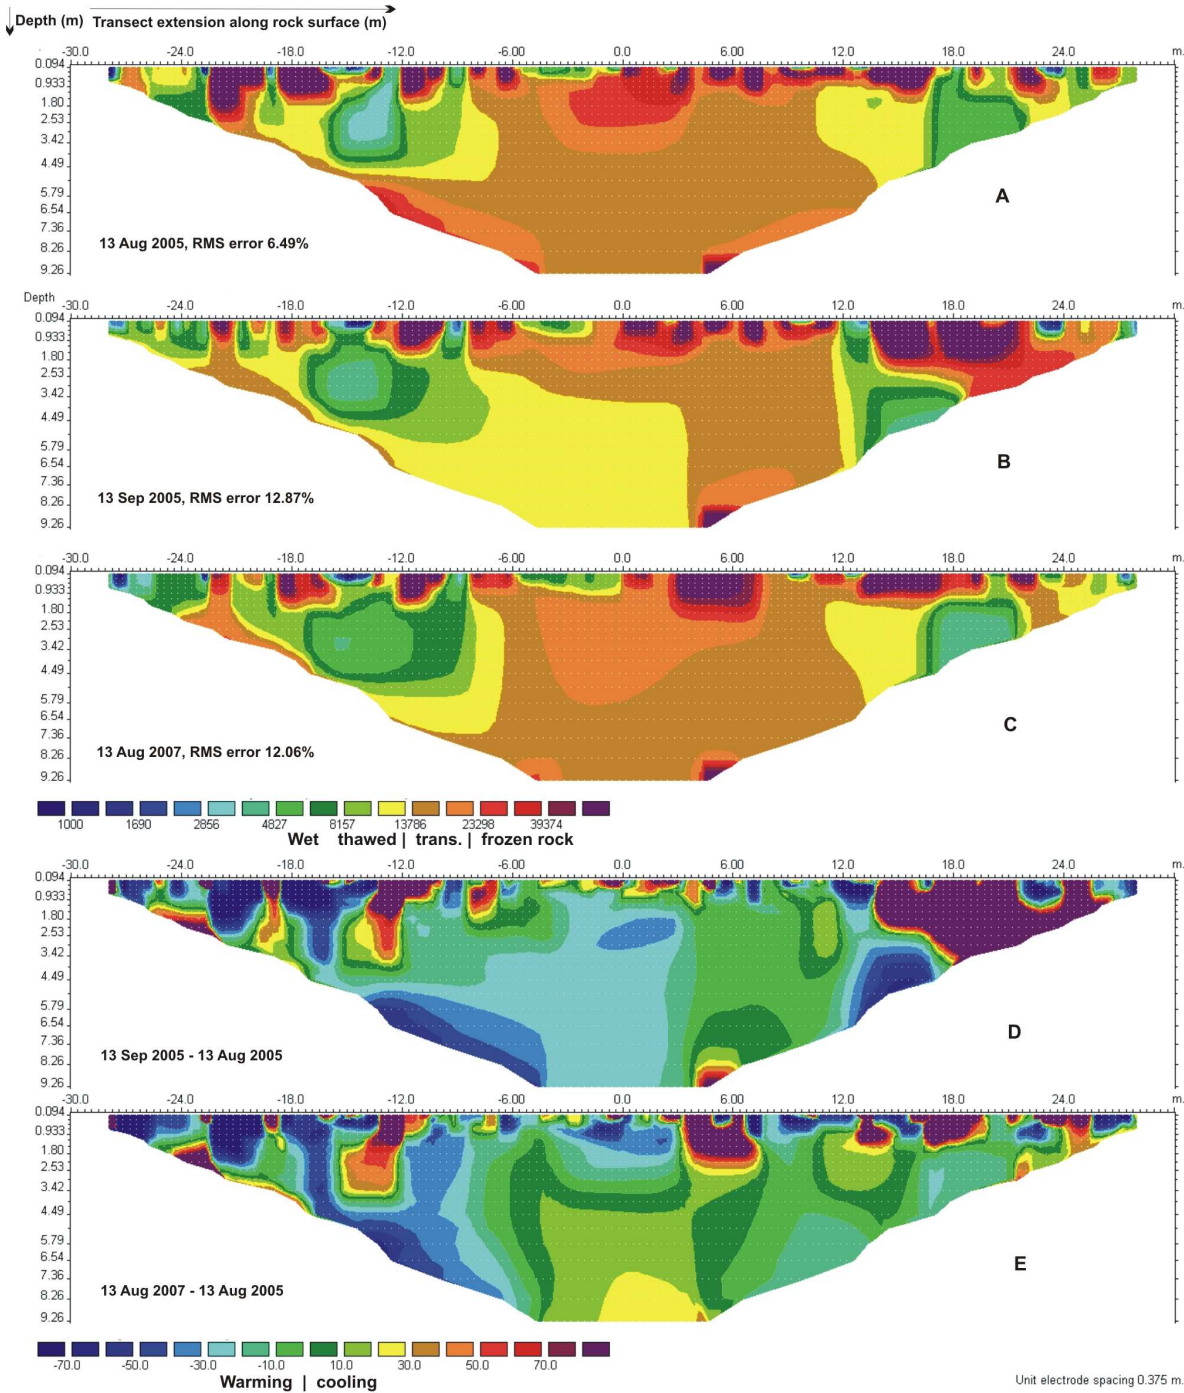 Depth (m) Transect extension along rock surface (m)
-30.0 -24.0 -18.0 -12.0 -6.00 0.0 6.00 12.0 18.0 24.0 m.
0.094
0.933
1.80
2.53
3.42
4.49
5.79
6.54
7.36
8.26
9.26
A
13 Aug 2005, RMS error 6.49%
Depth
-30.0 -24.0 -18.0 -12.0 -6.00 0.0 6.00 12.0 18.0 24.0 m.
0.094
0.933
1.80
2.53
3.42
4.49
5.79
6.54
7.36
8.26
9.26
B
13 Sep 2005, RMS error 12.87%
-30.0 -24.0 -18.0 -12.0 -6.00 0.0 6.00 12.0 18.0 24.0 m.
0.094
0.933
1.80
2.53
3.42
4.49
5.79
6.54
7.36
8.26
9.26
C
13 Aug 2007, RMS error 12.06%
1000 1690 2856 4827 8157 13786 23298 39374
Wet thawed | trans. | frozen rock
-30.0 -24.0 -18.0 -12.0 -6.00 0.0 6.00 12.0 18.0 24.0 m.
0.094
0.933
1.80
2.53
3.42
4.49
5.79
6.54
7.36
8.26
9.26
D
13 Sep 2005 - 13 Aug 2005
-30.0 -24.0 -18.0 -12.0 -6.00 0.0 6.00 12.0 18.0 24.0 m.
0.094
0.933
1.80
2.53
3.42
4.49
5.79
6.54
7.36
8.26
9.26
E
13 Aug 2007 - 13 Aug 2005
-70.0 -50.0 -30.0 -10.0 10.0 30.0 50.0 70.0
Warming | cooling
Unit electrode spacing 0.375 m.